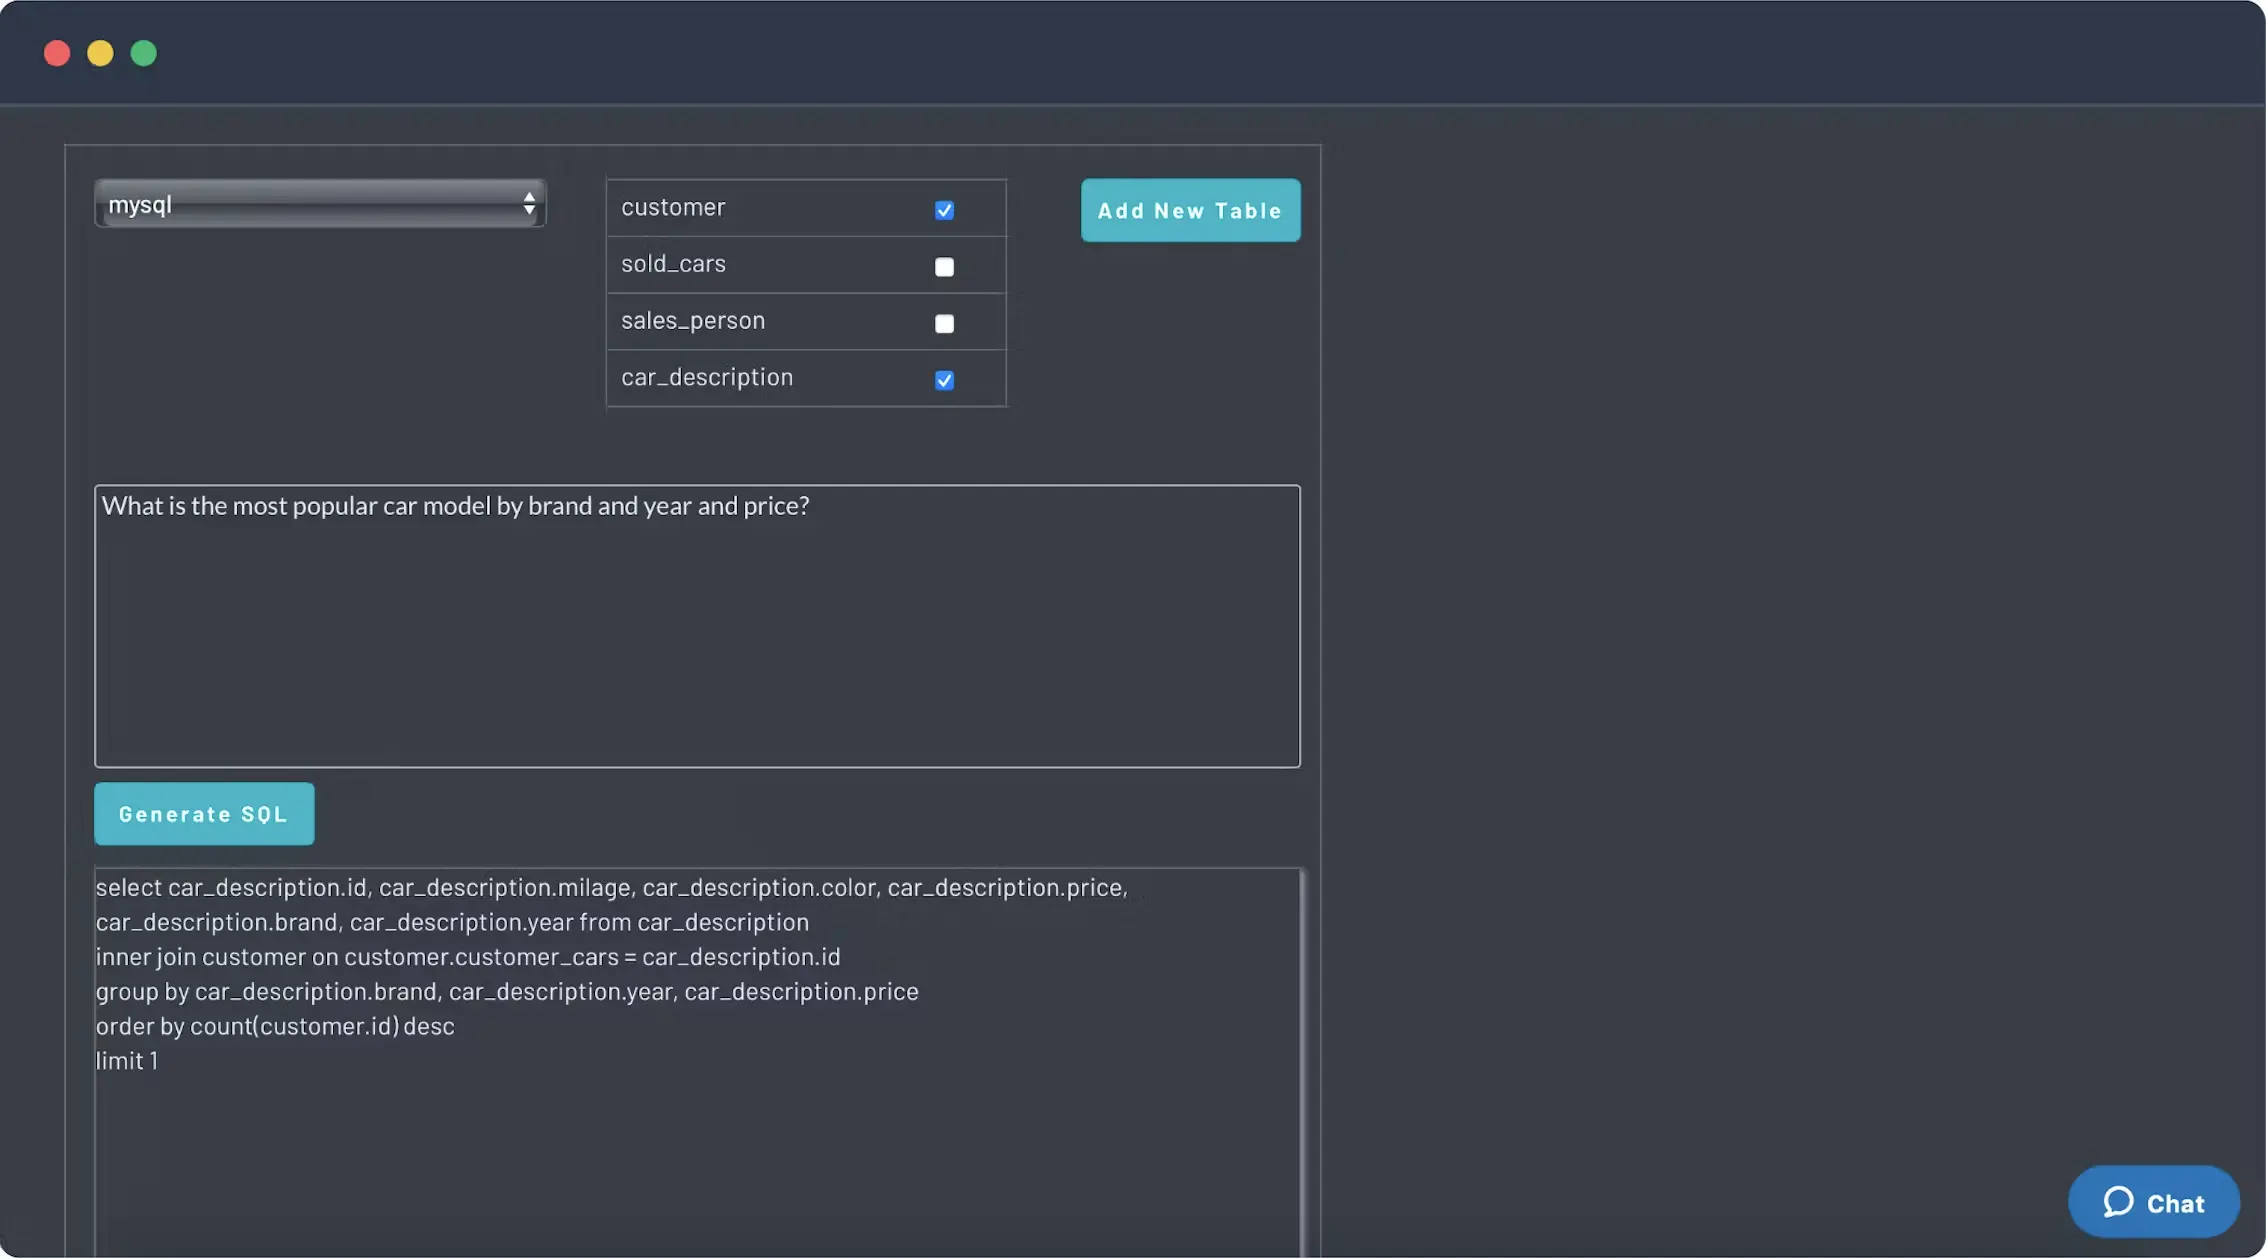 mysql
customer
Add New Table
sold_cars
sales_person
car_description
What is the most popular car model by brand and year and price?
Generate SQL
select car_description.id, car_description.milage, car_description.color, car_description.price,
car_description.brand, car_description.year from car_description
inner join customer on customer.customer_cars = car_description.id
group by car_description.brand, car_description.year, car_description.price
order by count(customer.id) desc
limit 1
Chat